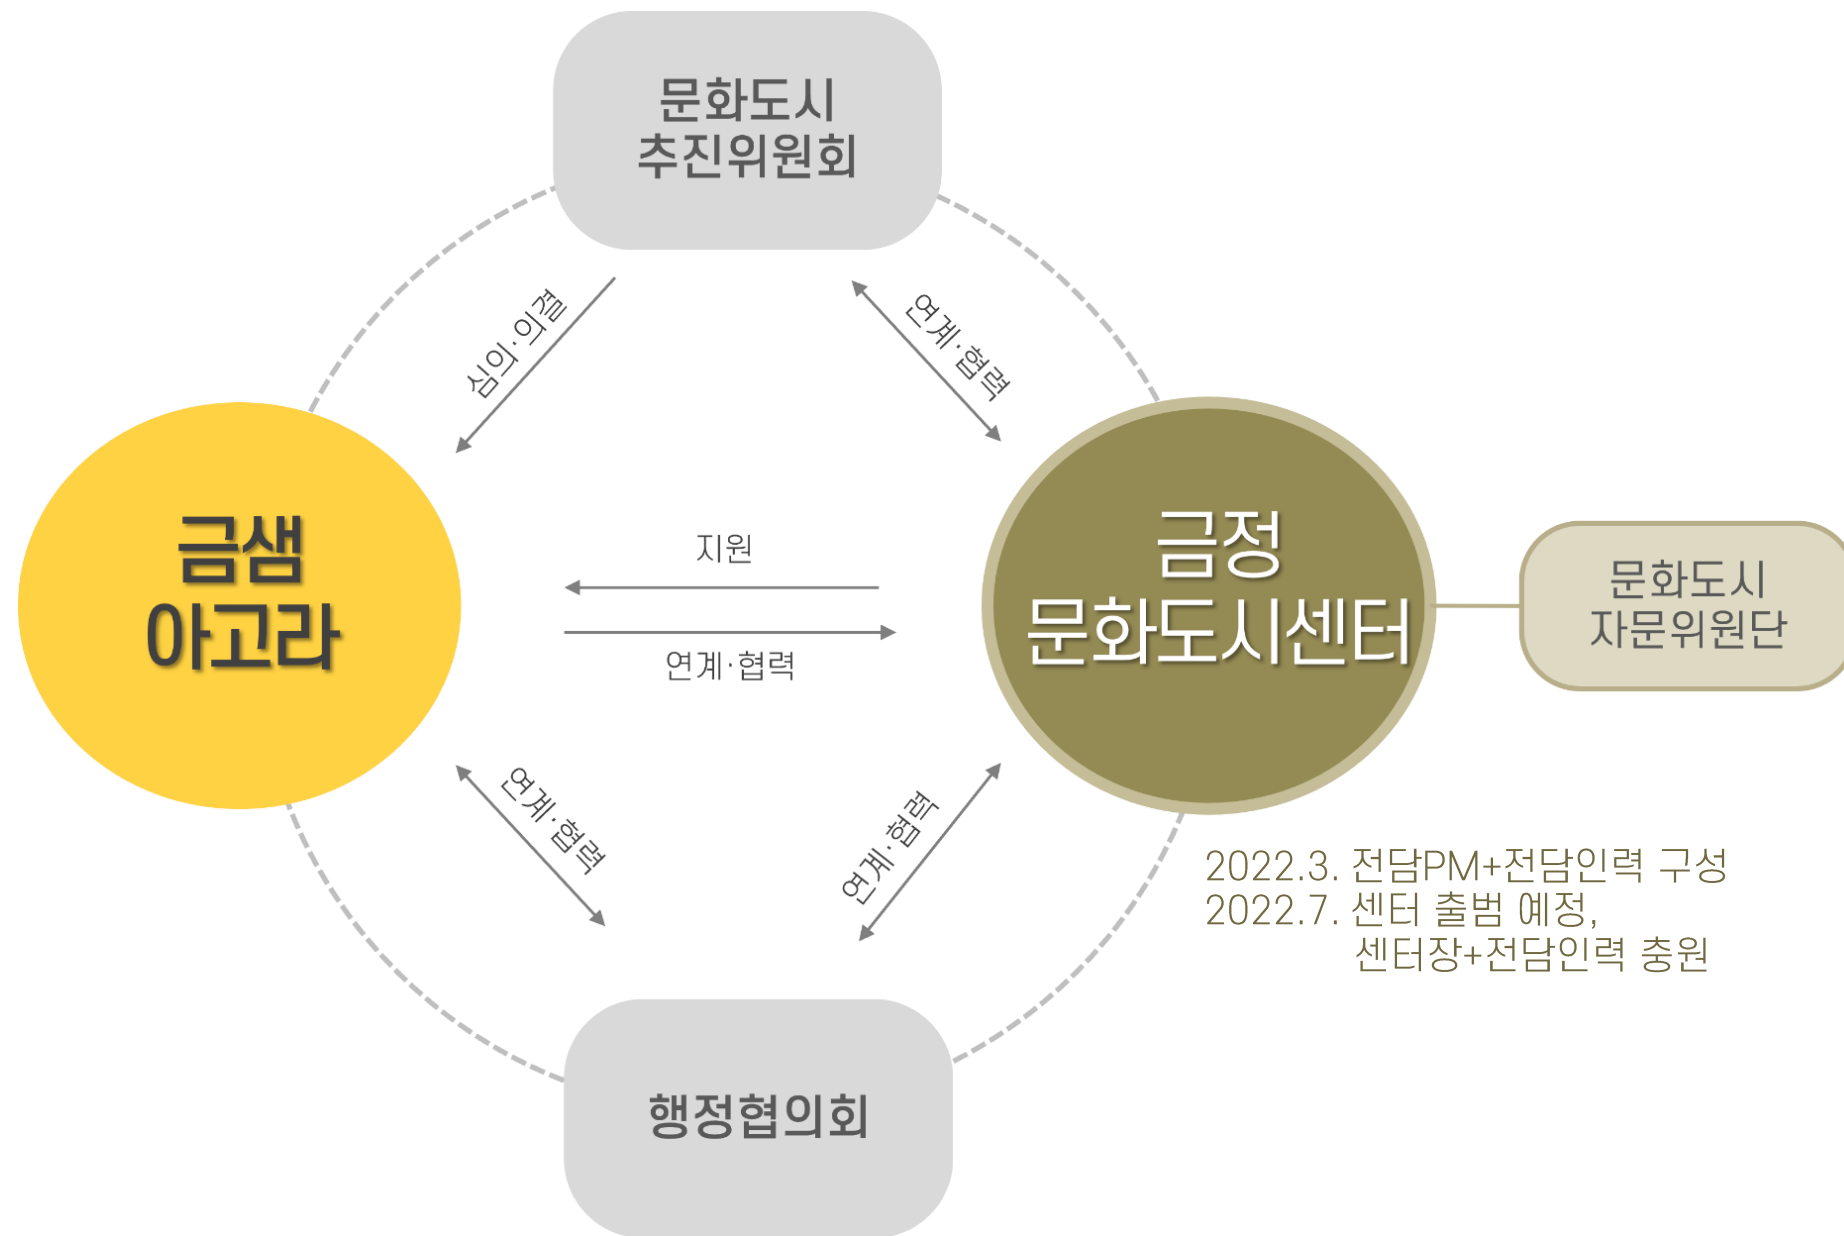 문화도시
추진위원회
심의·의결
연계·협력
금샘
아고라
지원
연계·협력
금정
문화도시센터
문화도시
자문위원단
연계·협력
연계·협력
2022.3. 전담PM+전담인력 구성
2022.7. 센터 출범 예정,
센터장+전담인력 충원
행정협의회